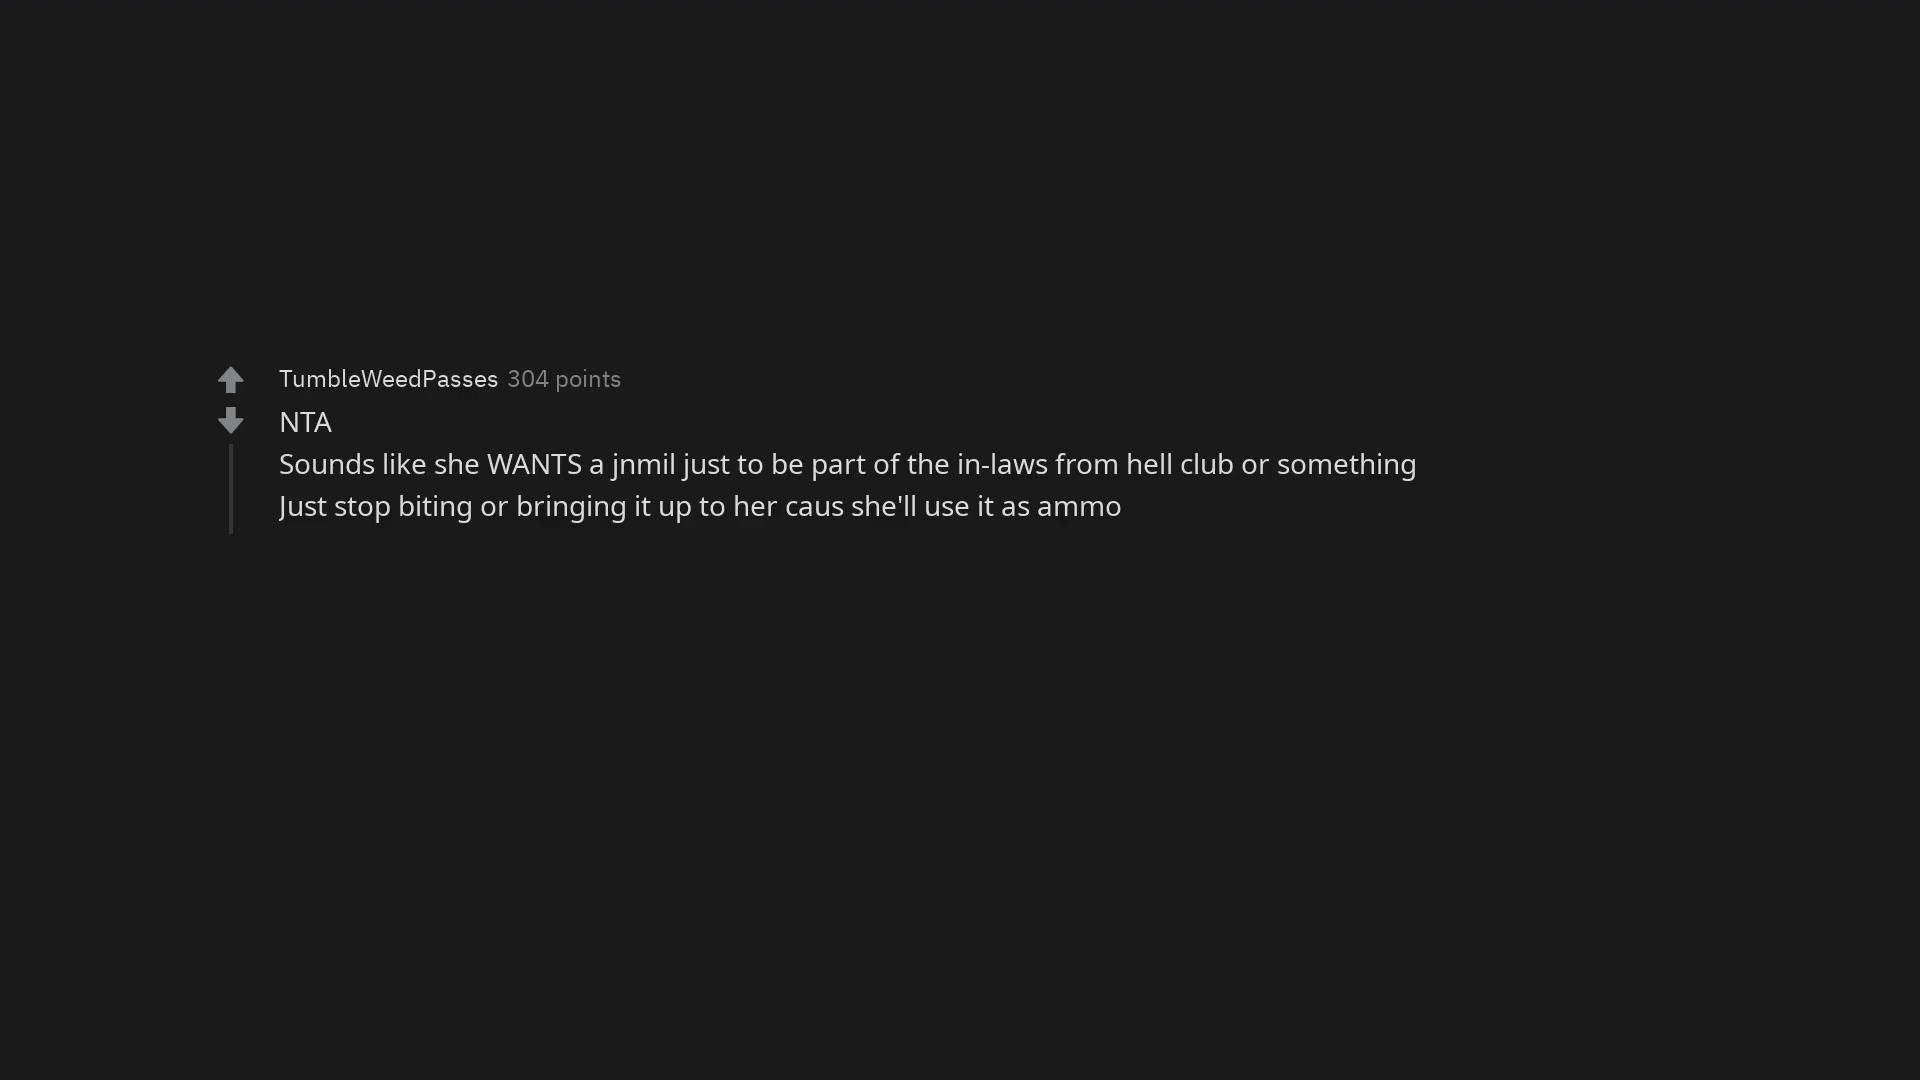 TumbleWeedPasses 304 points
NTA
Sounds like she WANTS a jnmil just to be part of the in-laws from hell club or something
Just stop biting or bringing it up to her caus she'll use it as ammo